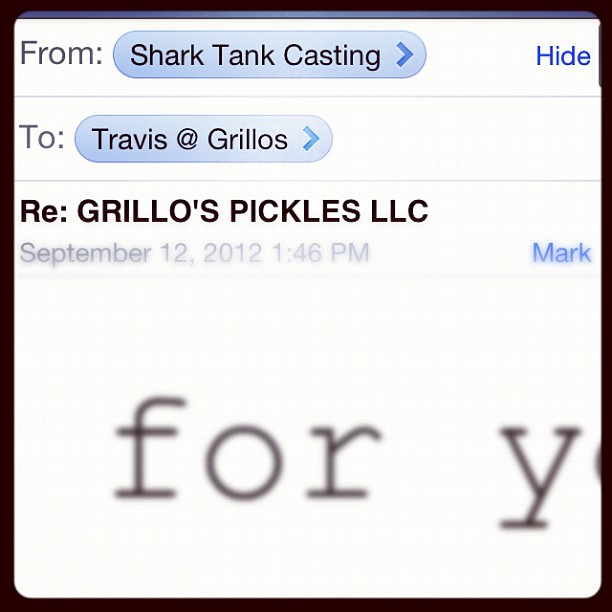 From: Shark Tank Casting Hide
To: Travis @ Grillos
Re: GRILLO'S PICKLES LLC
September 12, 2012 1:46 PM Mark
for